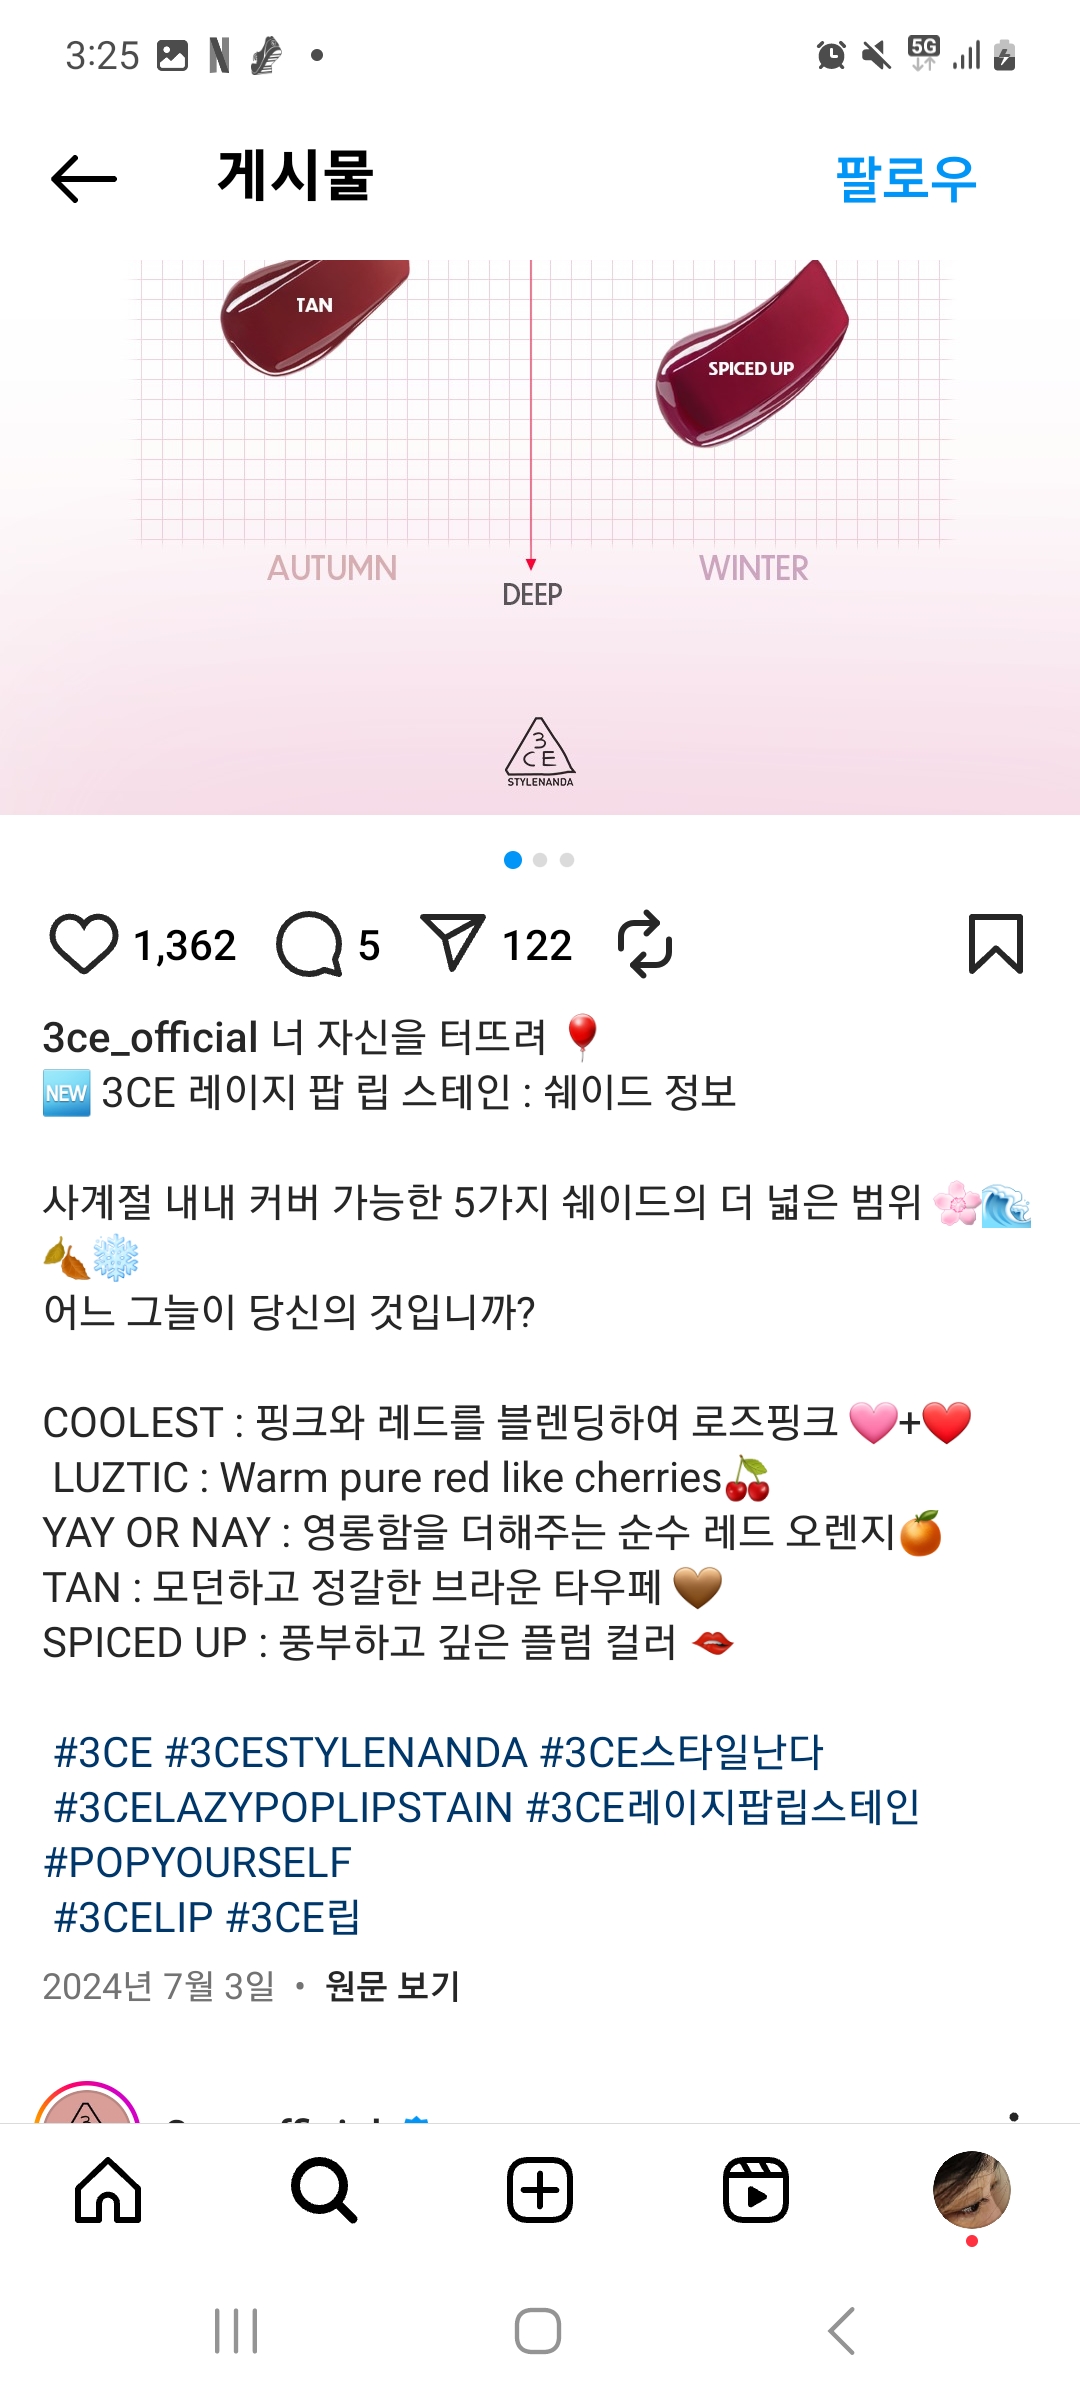 3:25
5G
게시물
팔로우
TAN
SPICED UP
AUTUMN
WINTER
DEEP
3
CE
STYLENANDA
1,362
5
122
3ce_official 너 자신을 터뜨려 🎈
🆕 3CE 레이지 팝 립 스테인 : 쉐이드 정보
사계절 내내 커버 가능한 5가지 쉐이드의 더 넓은 범위 🌸🌊
🍂❄️
어느 그늘이 당신의 것입니까?
COOLEST : 핑크와 레드를 블렌딩하여 로즈핑크 🩷+❤️
LUZTIC : Warm pure red like cherries🍒
YAY OR NAY : 영롱함을 더해주는 순수 레드 오렌지🍊
TAN : 모던하고 정갈한 브라운 타우페 🤎
SPICED UP : 풍부하고 깊은 플럼 컬러 💋
#3CE #3CESTYLENANDA #3CE스타일난다
#3CELAZYPOPLIPSTAIN #3CE레이지팝립스테인
#POPYOURSELF
#3CELIP #3CE립
2024년 7월 3일 • 원문 보기